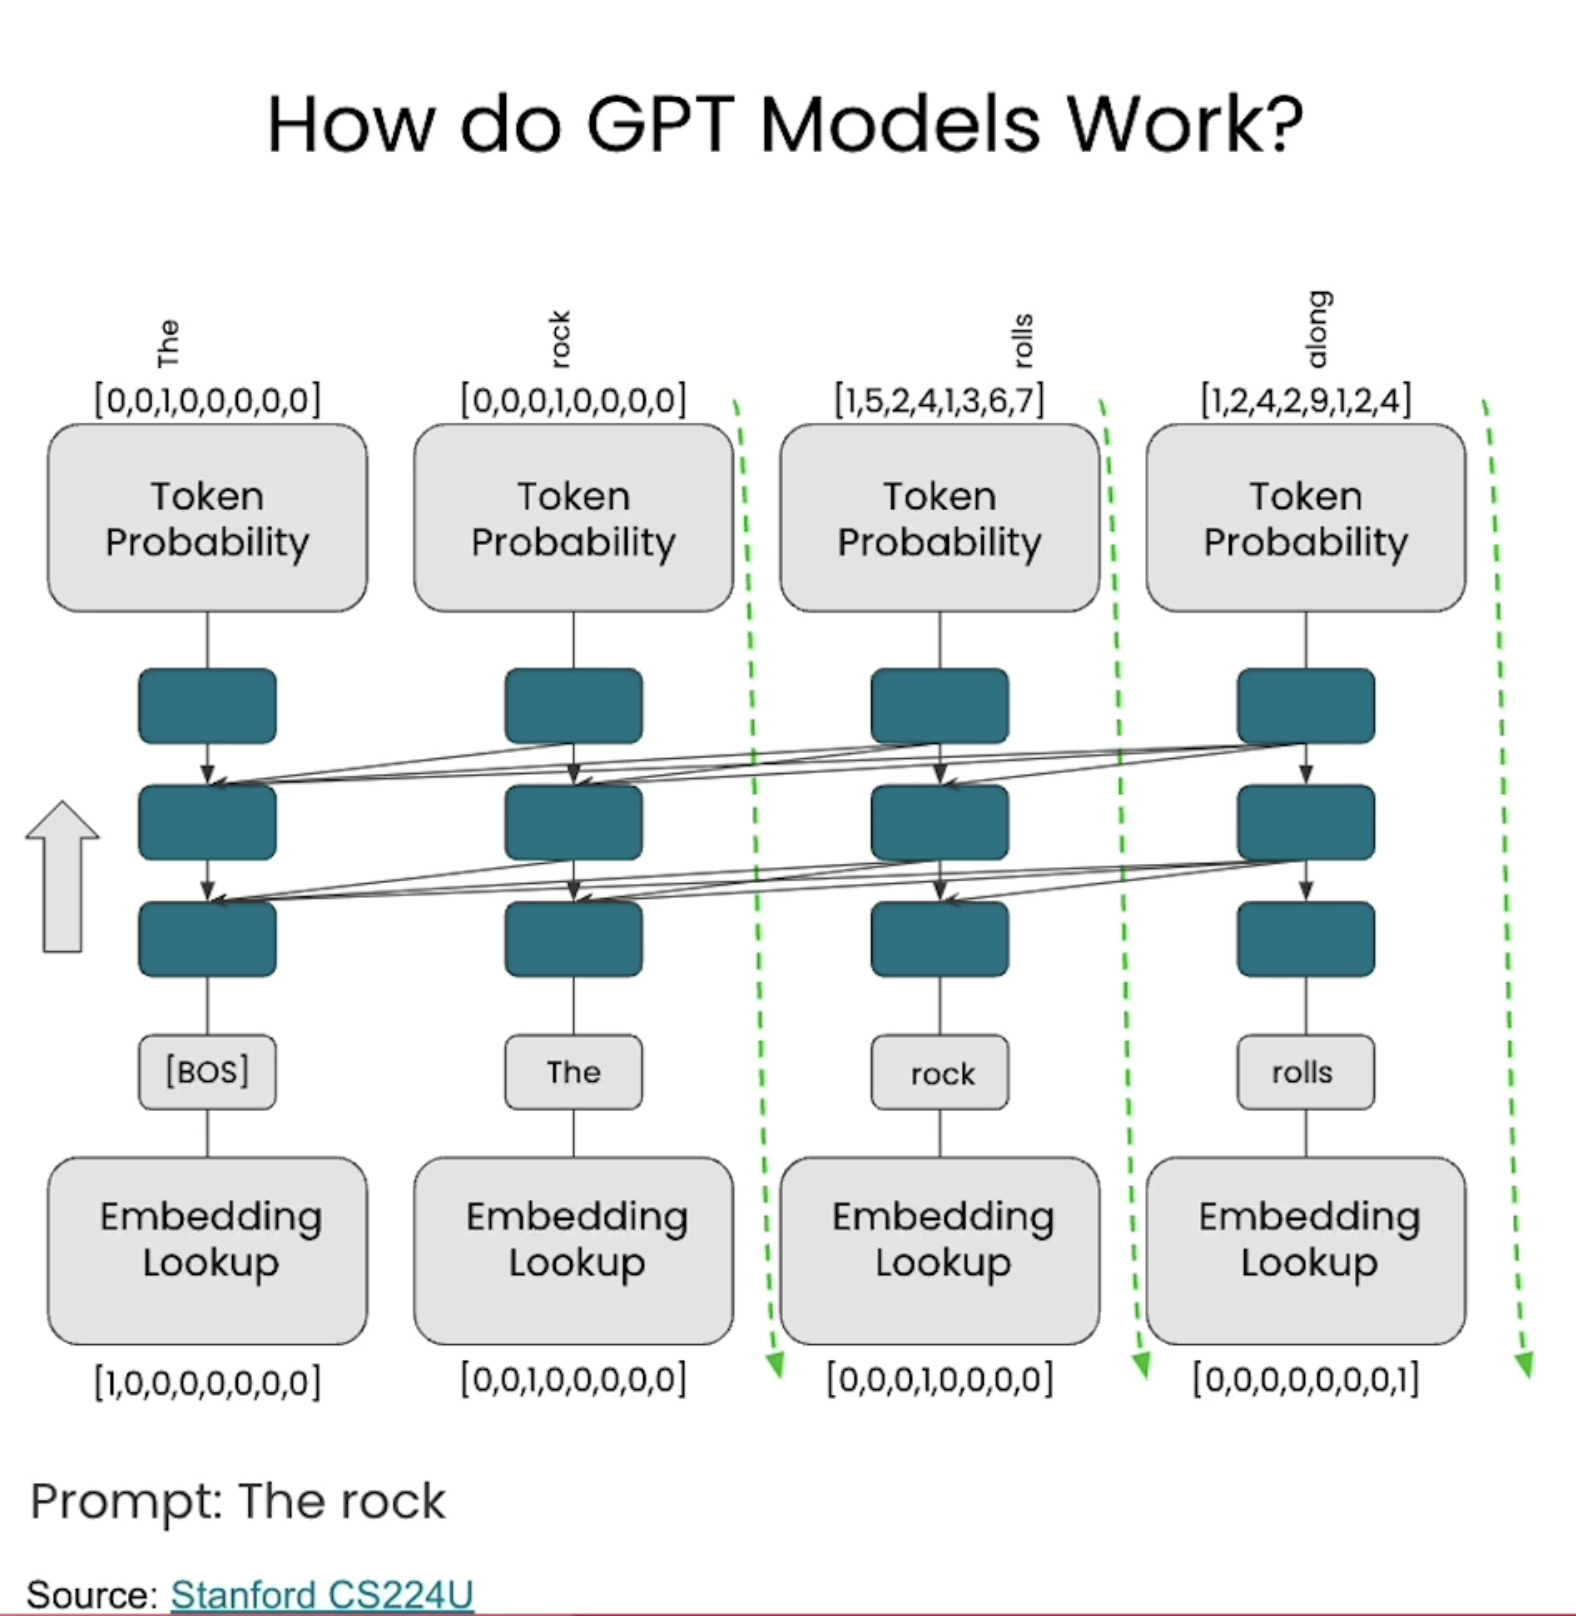 How do GPT Models Work?
The
rock
rolls
along
[0,0,1,0,0,0,0,0]
[0,0,0,1,0,0,0,0]
[1,5,2,4,1,3,6,7]
[1,2,4,2,9,1,2,4]
Token
Probability
Token
Probability
Token
Probability
Token
Probability
[BOS]
The
rock
rolls
Embedding
Lookup
Embedding
Lookup
Embedding
Lookup
Embedding
Lookup
[1,0,0,0,0,0,0,0]
[0,0,1,0,0,0,0,0]
[0,0,0,1,0,0,0,0]
[0,0,0,0,0,0,0,1]
Prompt: The rock
Source: Stanford CS224U